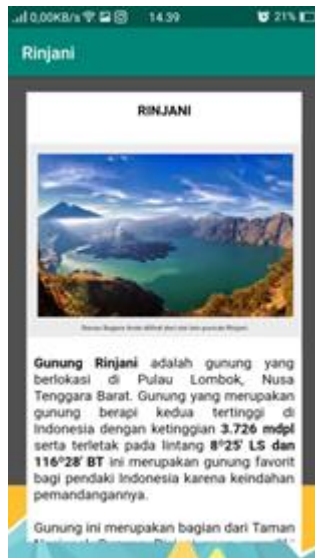 0,00KB/s 14.39 21%
Rinjani
RINJANI
Gunung Rinjani adalah gunung yang
berlokasi di Pulau Lombok, Nusa
Tenggara Barat. Gunung yang merupakan
gunung berapi kedua tertinggi di
Indonesia dengan ketinggian 3.726 mdpl
serta terletak pada lintang 8°25' LS dan
116°28' BT ini merupakan gunung favorit
bagi pendaki Indonesia karena keindahan
pemandangannya.
Gunung ini merupakan bagian dari Taman